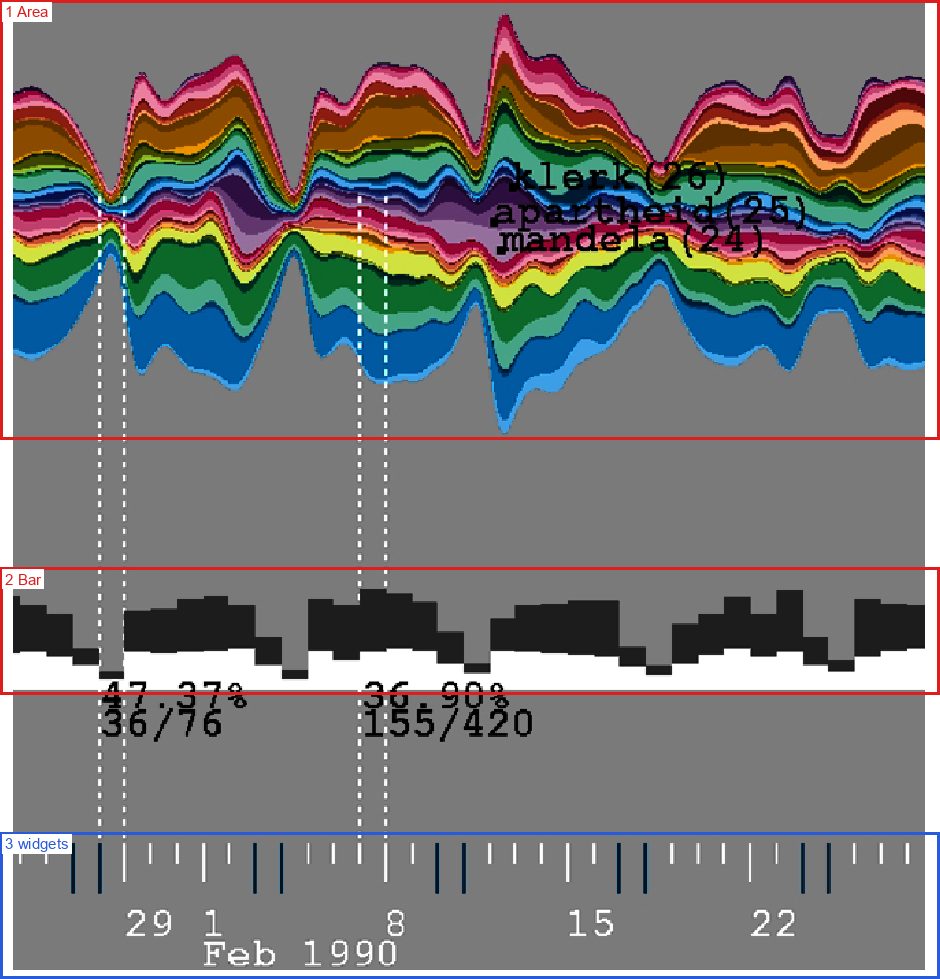 1 Area
klerk(26)
apartheid(25)
mandela(24)
2 Bar
47.37% 36.90%
36/76 155/420
3 widgets
29 1 8 15 22
Feb 1990